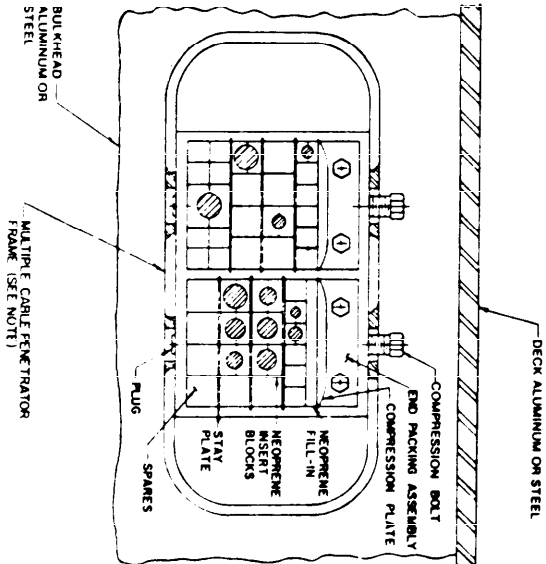 DECK ALUMINUM OR STEEL
COMPRESSION BOLT
END PACKING ASSEMBLY
COMPRESSION PLATE
NEOPRENE
FILL-IN
NEOPRENE
INSERT
BLOCKS
STAY
PLATE
SPARES
PLUG
MULTIPLE CABLE PENETRATOR
FRAME (SEE NOTE)
BULKHEAD
ALUMINUM OR
STEEL